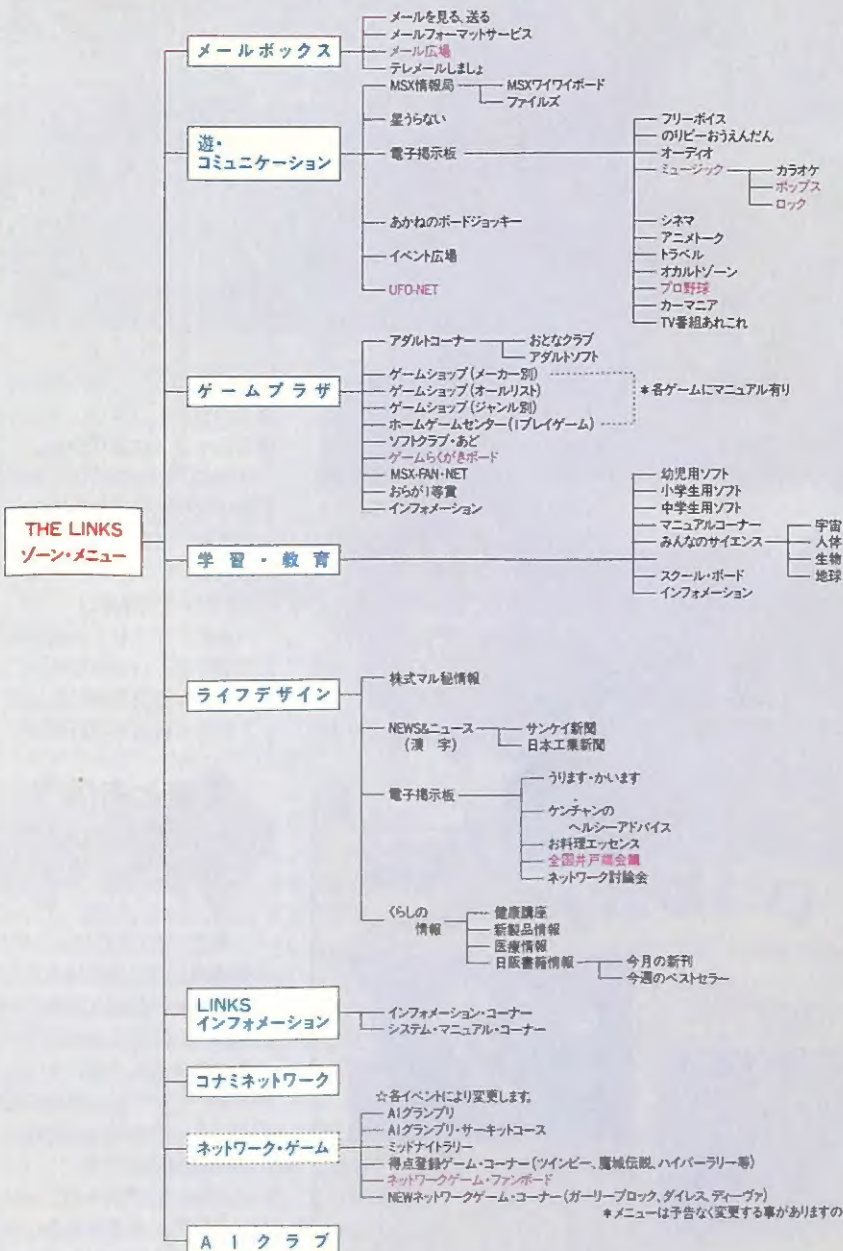 THE LINKS
ゾーン・メニュー
メールボックス
メールを見る、送る
メールフォーマットサービス
メール広場
テレメールしましょ
遊・
コミュニケーション
MSX情報局
MSXワイワイボード
ファイルズ
星うらない
電子掲示板
フリーボイス
のりピーおうえんだん
オーディオ
ミュージック
カラオケ
ポップス
ロック
シネマ
アニメトーク
トラベル
オカルトゾーン
プロ野球
カーマニア
TV番組あれこれ
あかねのボードジョッキー
イベント広場
UFO-NET
ゲームプラザ
アダルトコーナー
おとなクラブ
アダルトソフト
ゲームショップ(メーカー別)
ゲームショップ(オールリスト)
ゲームショップ(ジャンル別)
ホームゲームセンター(1プレイゲーム)
*各ゲームにマニュアル有り
ソフトクラブ・あど
ゲームらくがきボード
MSX・FAN・NET
おらが1等賞
インフォメーション
学習・教育
幼児用ソフト
小学生用ソフト
中学生用ソフト
マニュアルコーナー
みんなのサイエンス
宇宙
人体
生物
地球
スクール・ボード
インフォメーション
ライフデザイン
株式マル秘情報
NEWS&ニュース
(漢 字)
サンケイ新聞
日本工業新聞
電子掲示板
うります・かいます
ケンチャンの
ヘルシーアドバイス
お料理エッセンス
全国井戸端会議
ネットワーク討論会
くらしの
情報
健康講座
新製品情報
医療情報
日販書籍情報
今月の新刊
今週のベストセラー
LINKS
インフォメーション
インフォメーション・コーナー
システム・マニュアル・コーナー
コナミネットワーク
ネットワーク・ゲーム
☆各イベントにより変更します。
AIグランプリ
AIグランプリ・サーキットコース
ミッドナイトラリー
得点登録ゲーム・コーナー(ツインビー、魔城伝説、ハイパーラリー等)
ネットワークゲーム・ファンボード
NEWネットワークゲーム・コーナー(ガーリーブロック、ダイレス、ディーヴァ)
*メニューは予告なく変更する事がありますの
AIクラブ